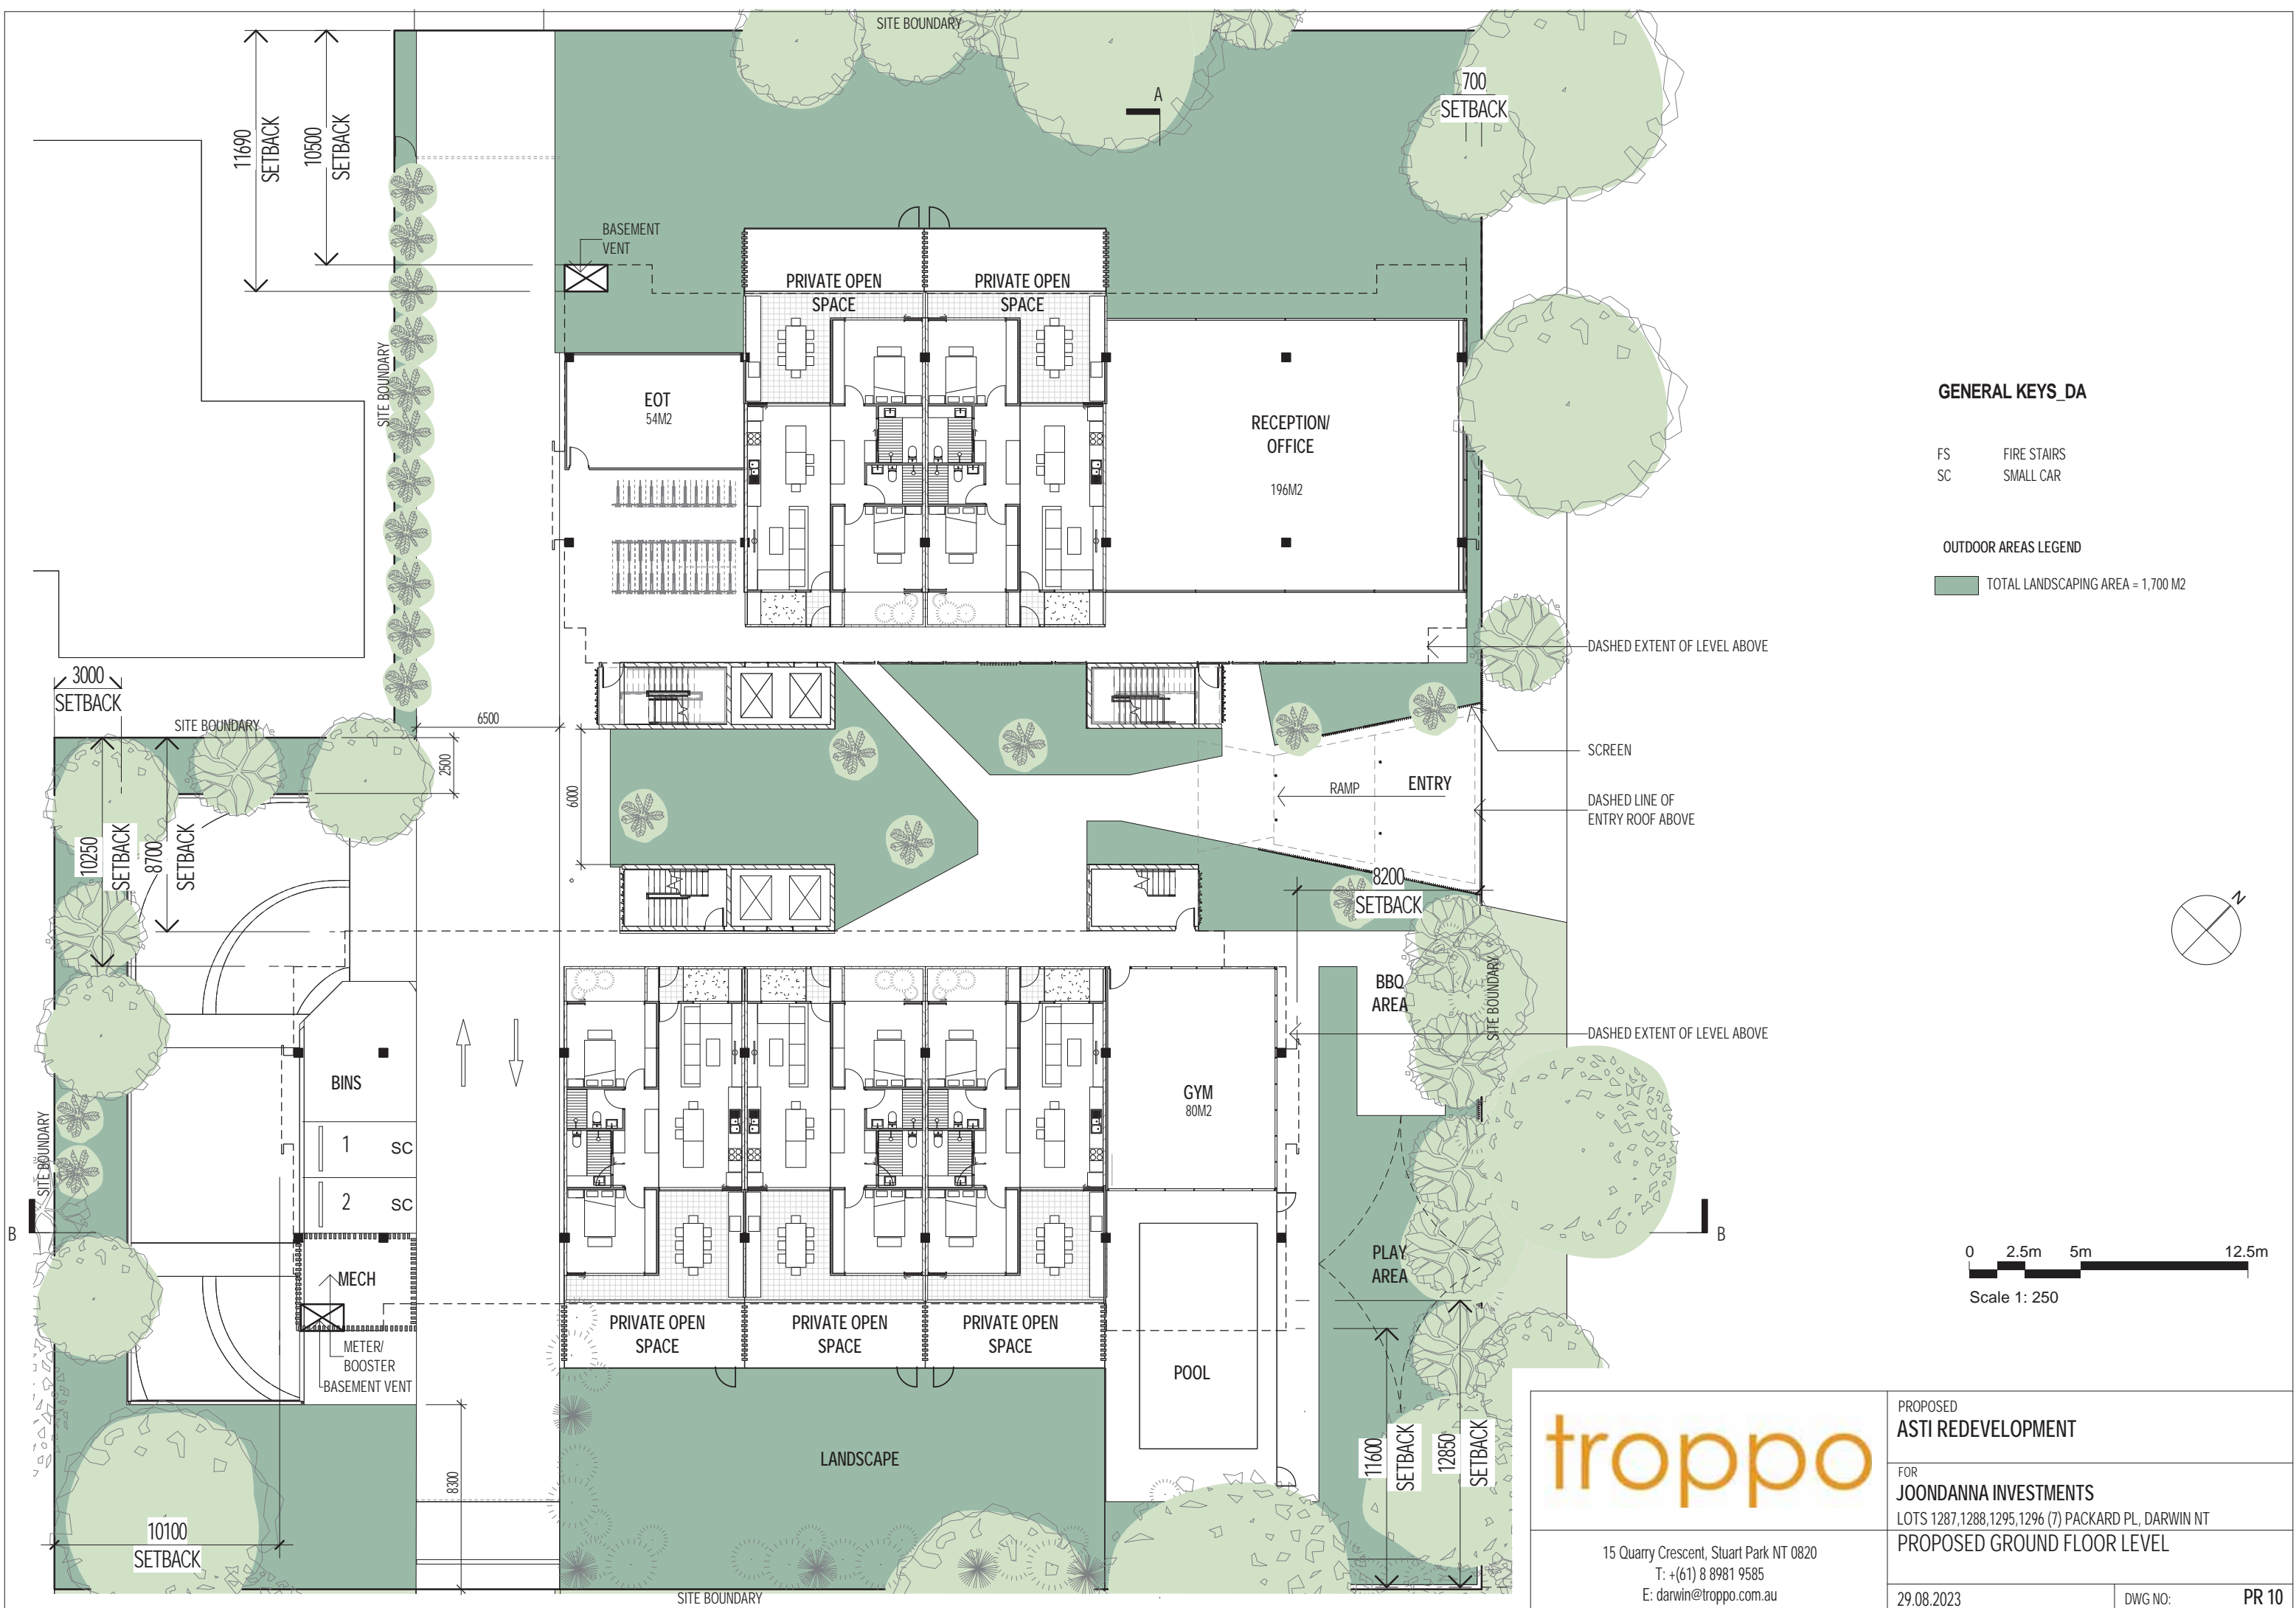 SITE BOUNDARY
11690
SETBACK
10500
SETBACK
A
700
SETBACK
BASEMENT
VENT
PRIVATE OPEN
SPACE
PRIVATE OPEN
SPACE
SITE BOUNDARY
EOT
54M2
RECEPTION/
OFFICE
196M2
GENERAL KEYS_DA
FS FIRE STAIRS
SC SMALL CAR
OUTDOOR AREAS LEGEND
TOTAL LANDSCAPING AREA = 1,700 M2
DASHED EXTENT OF LEVEL ABOVE
3000
SETBACK
SITE BOUNDARY
6500
2500
6000
10250
SETBACK
8700
SETBACK
RAMP
ENTRY
SCREEN
DASHED LINE OF
ENTRY ROOF ABOVE
8200
SETBACK
N
BBQ
AREA
SITE BOUNDARY
DASHED EXTENT OF LEVEL ABOVE
BINS
1 SC
2 SC
GYM
80M2
SITE BOUNDARY
B
B
MECH
METER/
BOOSTER
BASEMENT VENT
PLAY
AREA
PRIVATE OPEN
SPACE
PRIVATE OPEN
SPACE
PRIVATE OPEN
SPACE
POOL
LANDSCAPE
8300
10100
SETBACK
11600
SETBACK
12850
SETBACK
SITE BOUNDARY
0 2.5m 5m 12.5m
Scale 1: 250
troppo
15 Quarry Crescent, Stuart Park NT 0820
T: +(61) 8 8981 9585
E: darwin@troppo.com.au
PROPOSED
ASTI REDEVELOPMENT
FOR
JOONDANNA INVESTMENTS
LOTS 1287,1288,1295,1296 (7) PACKARD PL, DARWIN NT
PROPOSED GROUND FLOOR LEVEL
29.08.2023
DWG NO: PR 10